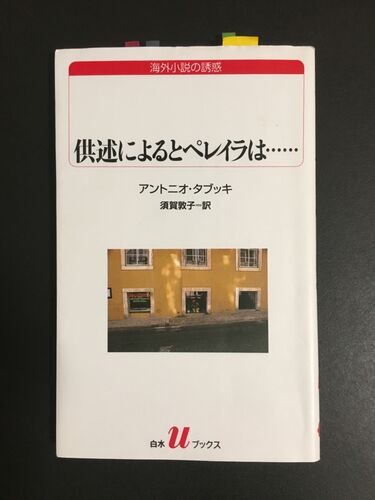 海外小説の誘惑
供述によるとペレイラは……
アントニオ・タブッキ
須賀敦子=訳
白水 u ブックス